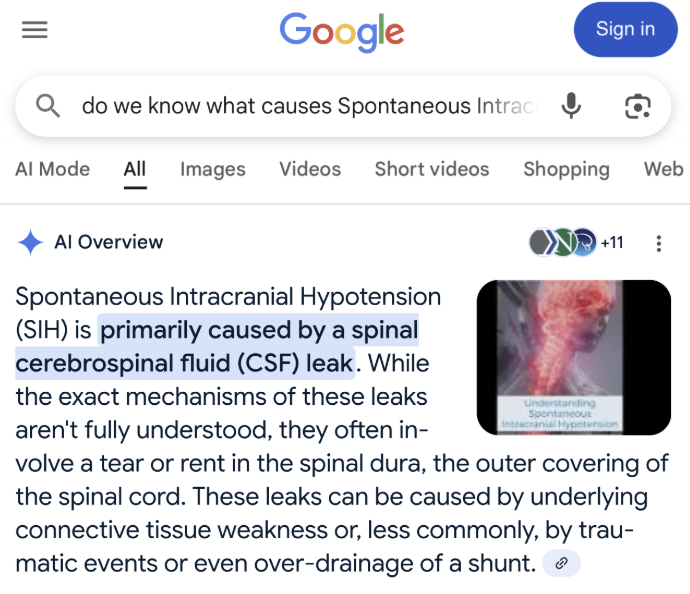 Google
Sign in
do we know what causes Spontaneous Intrac
AI Mode All Images Videos Short videos Shopping Web
AI Overview
N
+11
Spontaneous Intracranial Hypotension
(SIH) is primarily caused by a spinal
cerebrospinal fluid (CSF) leak. While
the exact mechanisms of these leaks
aren't fully understood, they often in-
volve a tear or rent in the spinal dura, the outer covering of
the spinal cord. These leaks can be caused by underlying
connective tissue weakness or, less commonly, by trau-
matic events or even over-drainage of a shunt.
Understanding
Spontaneous
Intracranial Hypotension